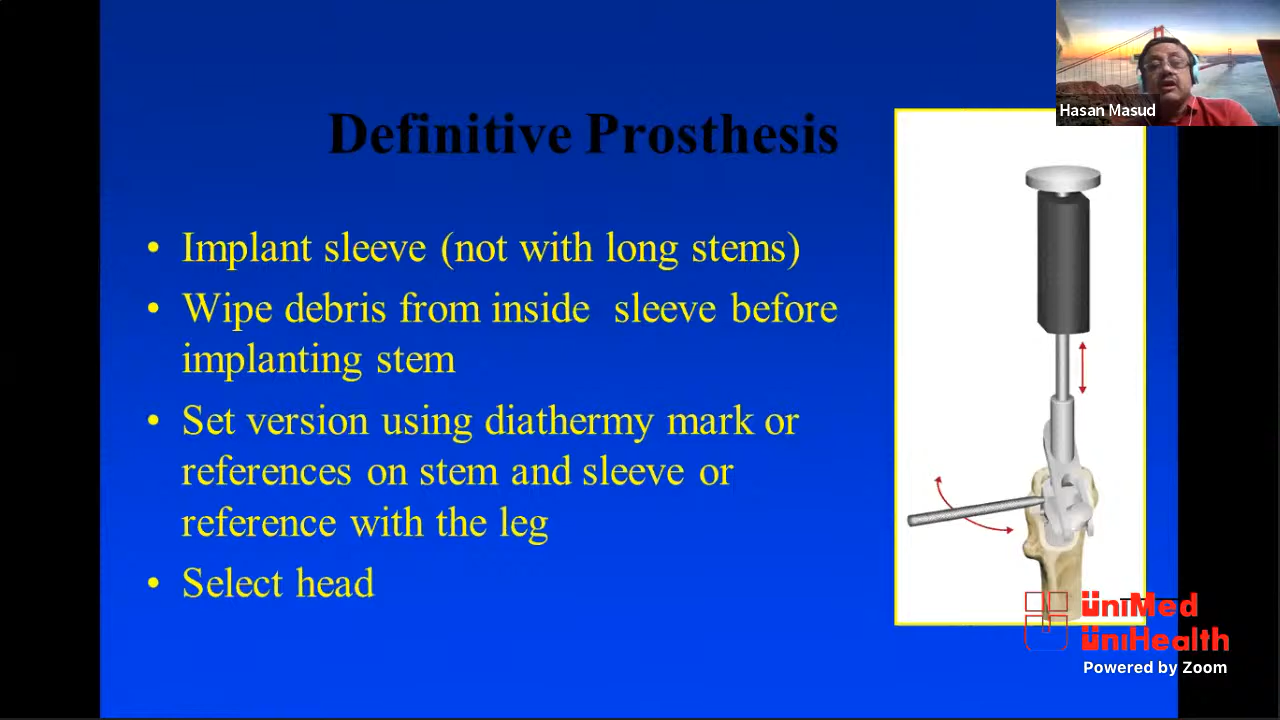 Hasan Masud
Definitive Prosthesis
• Implant sleeve (not with long stems)
• Wipe debris from inside  sleeve before
implanting stem
• Set version using diathermy mark or
references on stem and sleeve or
reference with the leg
• Select head
UniMed
UniHealth
Powered by Zoom